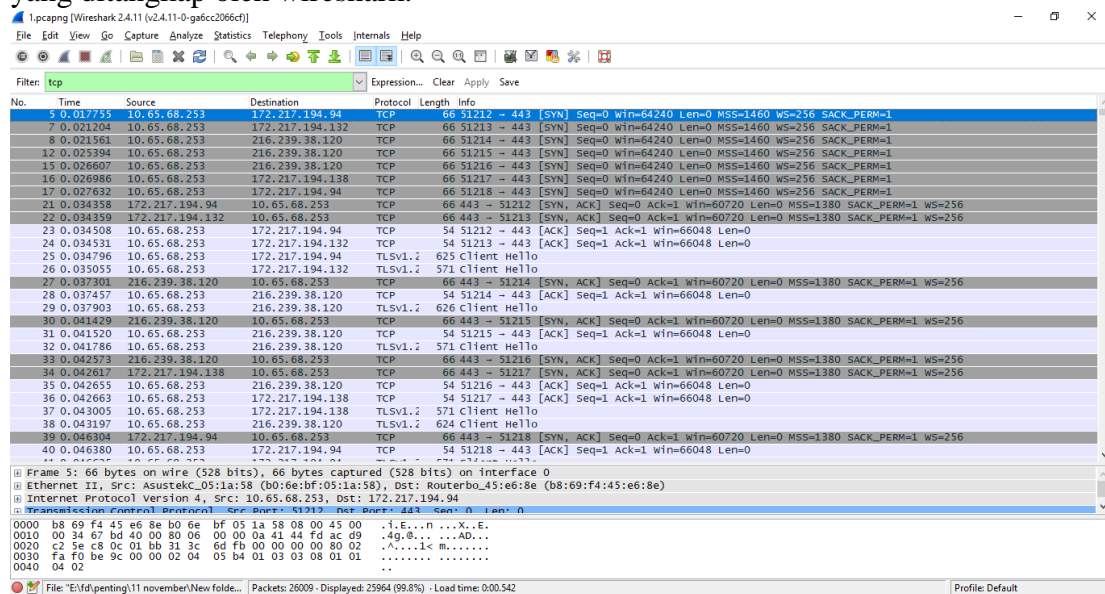 yang ditangkap oleh wireshark.
1.pcapng [Wireshark 2.4.11 (v2.4.11-0-ga6cc2066cf)]
File Edit View Go Capture Analyze Statistics Telephony Tools Internals Help
Filter: tcp Expression... Clear Apply Save
No. Time Source Destination Protocol Length Info
5 0.017755 10.65.68.253 172.217.194.94 TCP 66 51212 → 443 [SYN] Seq=0 Win=64240 Len=0 MSS=1460 WS=256 SACK_PERM=1
7 0.021204 10.65.68.253 172.217.194.132 TCP 66 51213 → 443 [SYN] Seq=0 Win=64240 Len=0 MSS=1460 WS=256 SACK_PERM=1
8 0.021561 10.65.68.253 216.239.38.120 TCP 66 51214 → 443 [SYN] Seq=0 Win=64240 Len=0 MSS=1460 WS=256 SACK_PERM=1
12 0.025394 10.65.68.253 216.239.38.120 TCP 66 51215 → 443 [SYN] Seq=0 Win=64240 Len=0 MSS=1460 WS=256 SACK_PERM=1
15 0.026607 10.65.68.253 216.239.38.120 TCP 66 51216 → 443 [SYN] Seq=0 Win=64240 Len=0 MSS=1460 WS=256 SACK_PERM=1
16 0.026986 10.65.68.253 172.217.194.138 TCP 66 51217 → 443 [SYN] Seq=0 Win=64240 Len=0 MSS=1460 WS=256 SACK_PERM=1
17 0.027632 10.65.68.253 172.217.194.94 TCP 66 51218 → 443 [SYN] Seq=0 Win=64240 Len=0 MSS=1460 WS=256 SACK_PERM=1
21 0.034358 172.217.194.94 10.65.68.253 TCP 66 443 → 51212 [SYN, ACK] Seq=0 Ack=1 Win=60720 Len=0 MSS=1380 SACK_PERM=1 WS=256
22 0.034359 172.217.194.132 10.65.68.253 TCP 66 443 → 51213 [SYN, ACK] Seq=0 Ack=1 Win=60720 Len=0 MSS=1380 SACK_PERM=1 WS=256
23 0.034508 10.65.68.253 172.217.194.94 TCP 54 51212 → 443 [ACK] Seq=1 Ack=1 Win=66048 Len=0
24 0.034531 10.65.68.253 172.217.194.132 TCP 54 51213 → 443 [ACK] Seq=1 Ack=1 Win=66048 Len=0
25 0.034796 10.65.68.253 172.217.194.94 TLSv1.2 625 Client Hello
26 0.035055 10.65.68.253 172.217.194.132 TLSv1.2 571 Client Hello
27 0.037301 216.239.38.120 10.65.68.253 TCP 66 443 → 51214 [SYN, ACK] Seq=0 Ack=1 Win=60720 Len=0 MSS=1380 SACK_PERM=1 WS=256
28 0.037457 10.65.68.253 216.239.38.120 TCP 54 51214 → 443 [ACK] Seq=1 Ack=1 Win=66048 Len=0
29 0.037903 10.65.68.253 216.239.38.120 TLSv1.2 626 Client Hello
30 0.041429 216.239.38.120 10.65.68.253 TCP 66 443 → 51215 [SYN, ACK] Seq=0 Ack=1 Win=60720 Len=0 MSS=1380 SACK_PERM=1 WS=256
31 0.041520 10.65.68.253 216.239.38.120 TCP 54 51215 → 443 [ACK] Seq=1 Ack=1 Win=66048 Len=0
32 0.041786 10.65.68.253 216.239.38.120 TLSv1.2 571 Client Hello
33 0.042573 216.239.38.120 10.65.68.253 TCP 66 443 → 51216 [SYN, ACK] Seq=0 Ack=1 Win=60720 Len=0 MSS=1380 SACK_PERM=1 WS=256
34 0.042617 172.217.194.138 10.65.68.253 TCP 66 443 → 51217 [SYN, ACK] Seq=0 Ack=1 Win=60720 Len=0 MSS=1380 SACK_PERM=1 WS=256
35 0.042655 10.65.68.253 216.239.38.120 TCP 54 51216 → 443 [ACK] Seq=1 Ack=1 Win=66048 Len=0
36 0.042663 10.65.68.253 172.217.194.138 TCP 54 51217 → 443 [ACK] Seq=1 Ack=1 Win=66048 Len=0
37 0.043005 10.65.68.253 172.217.194.138 TLSv1.2 571 Client Hello
38 0.043197 10.65.68.253 216.239.38.120 TLSv1.2 624 Client Hello
39 0.046304 172.217.194.94 10.65.68.253 TCP 66 443 → 51218 [SYN, ACK] Seq=0 Ack=1 Win=60720 Len=0 MSS=1380 SACK_PERM=1 WS=256
40 0.046380 10.65.68.253 172.217.194.94 TCP 54 51218 → 443 [ACK] Seq=1 Ack=1 Win=66048 Len=0
Frame 5: 66 bytes on wire (528 bits), 66 bytes captured (528 bits) on interface 0
Ethernet II, Src: AsustekC_05:1a:58 (b0:6e:bf:05:1a:58), Dst: Routerbo_45:e6:8e (b8:69:f4:45:e6:8e)
Internet Protocol Version 4, Src: 10.65.68.253, Dst: 172.217.194.94
Transmission Control Protocol, Src Port: 51212, Dst Port: 443, Seq: 0, Len: 0
0000 b8 69 f4 45 e6 8e b0 6e bf 05 1a 58 08 00 45 00 .i.E...n ...X..E.
0010 00 34 67 bd 40 00 80 06 00 00 0a 41 44 fd ac d9 .4g.@... ...AD...
0020 c2 5e c8 0c 01 bb 31 3c 6d fb 00 00 00 00 80 02 .^....1< m.......
0030 fa f0 be 9c 00 00 02 04 05 b4 01 03 03 08 01 01 ........ ........
0040 04 02 ..
File: "E:\fd\penting\11 november\New folde... Packets: 26009 · Displayed: 25964 (99.8%) · Load time: 0:00.542 Profile: Default